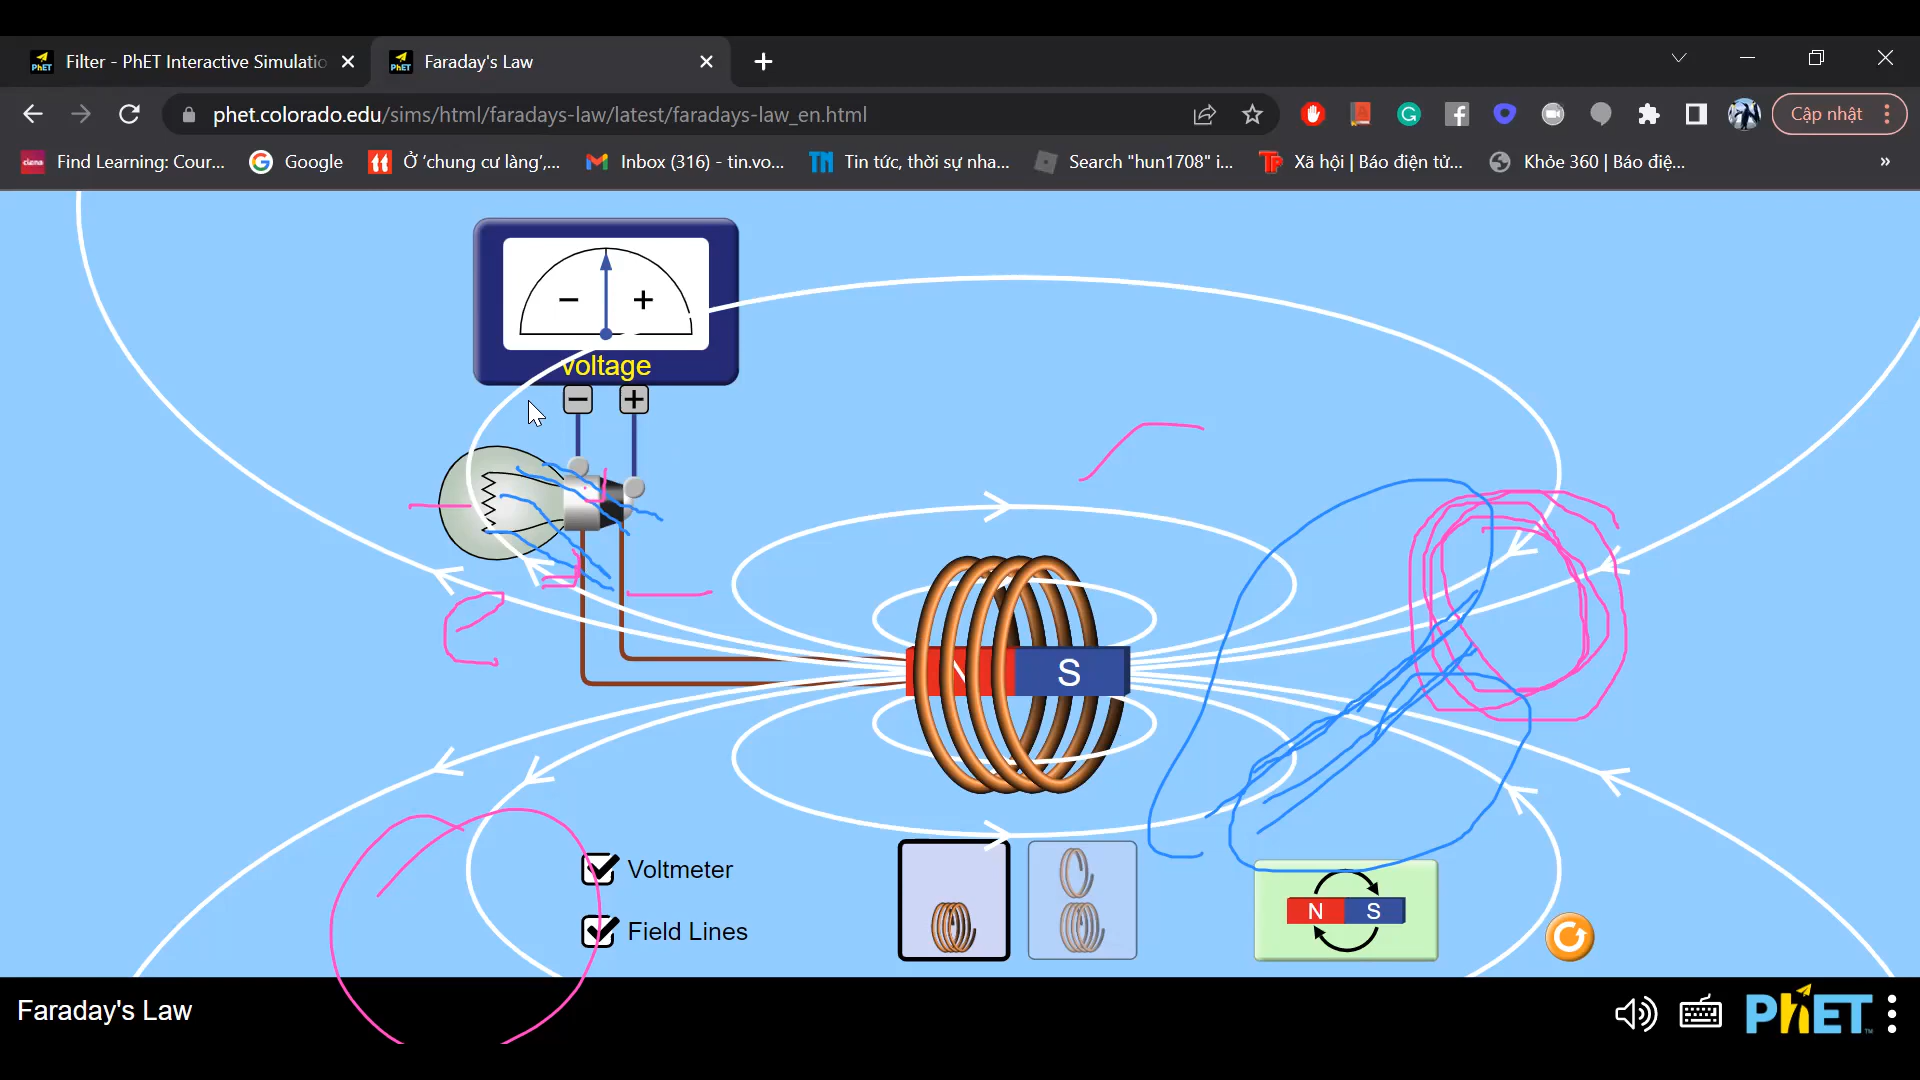 Filter - PhET Interactive Simulatio
Faraday's Law
phet.colorado.edu/sims/html/faradays-law/latest/faradays-law_en.html
Cập nhật
Find Learning: Cour...
Google
Ở 'chung cư làng',...
Inbox (316) - tin.vo...
Tin tức, thời sự nha...
Search "hun1708" i...
Xã hội | Báo điện tử...
Khỏe 360 | Báo điệ...
»
− +
Voltage
− +
N S
Voltmeter
Field Lines
N S
Faraday's Law
PhET